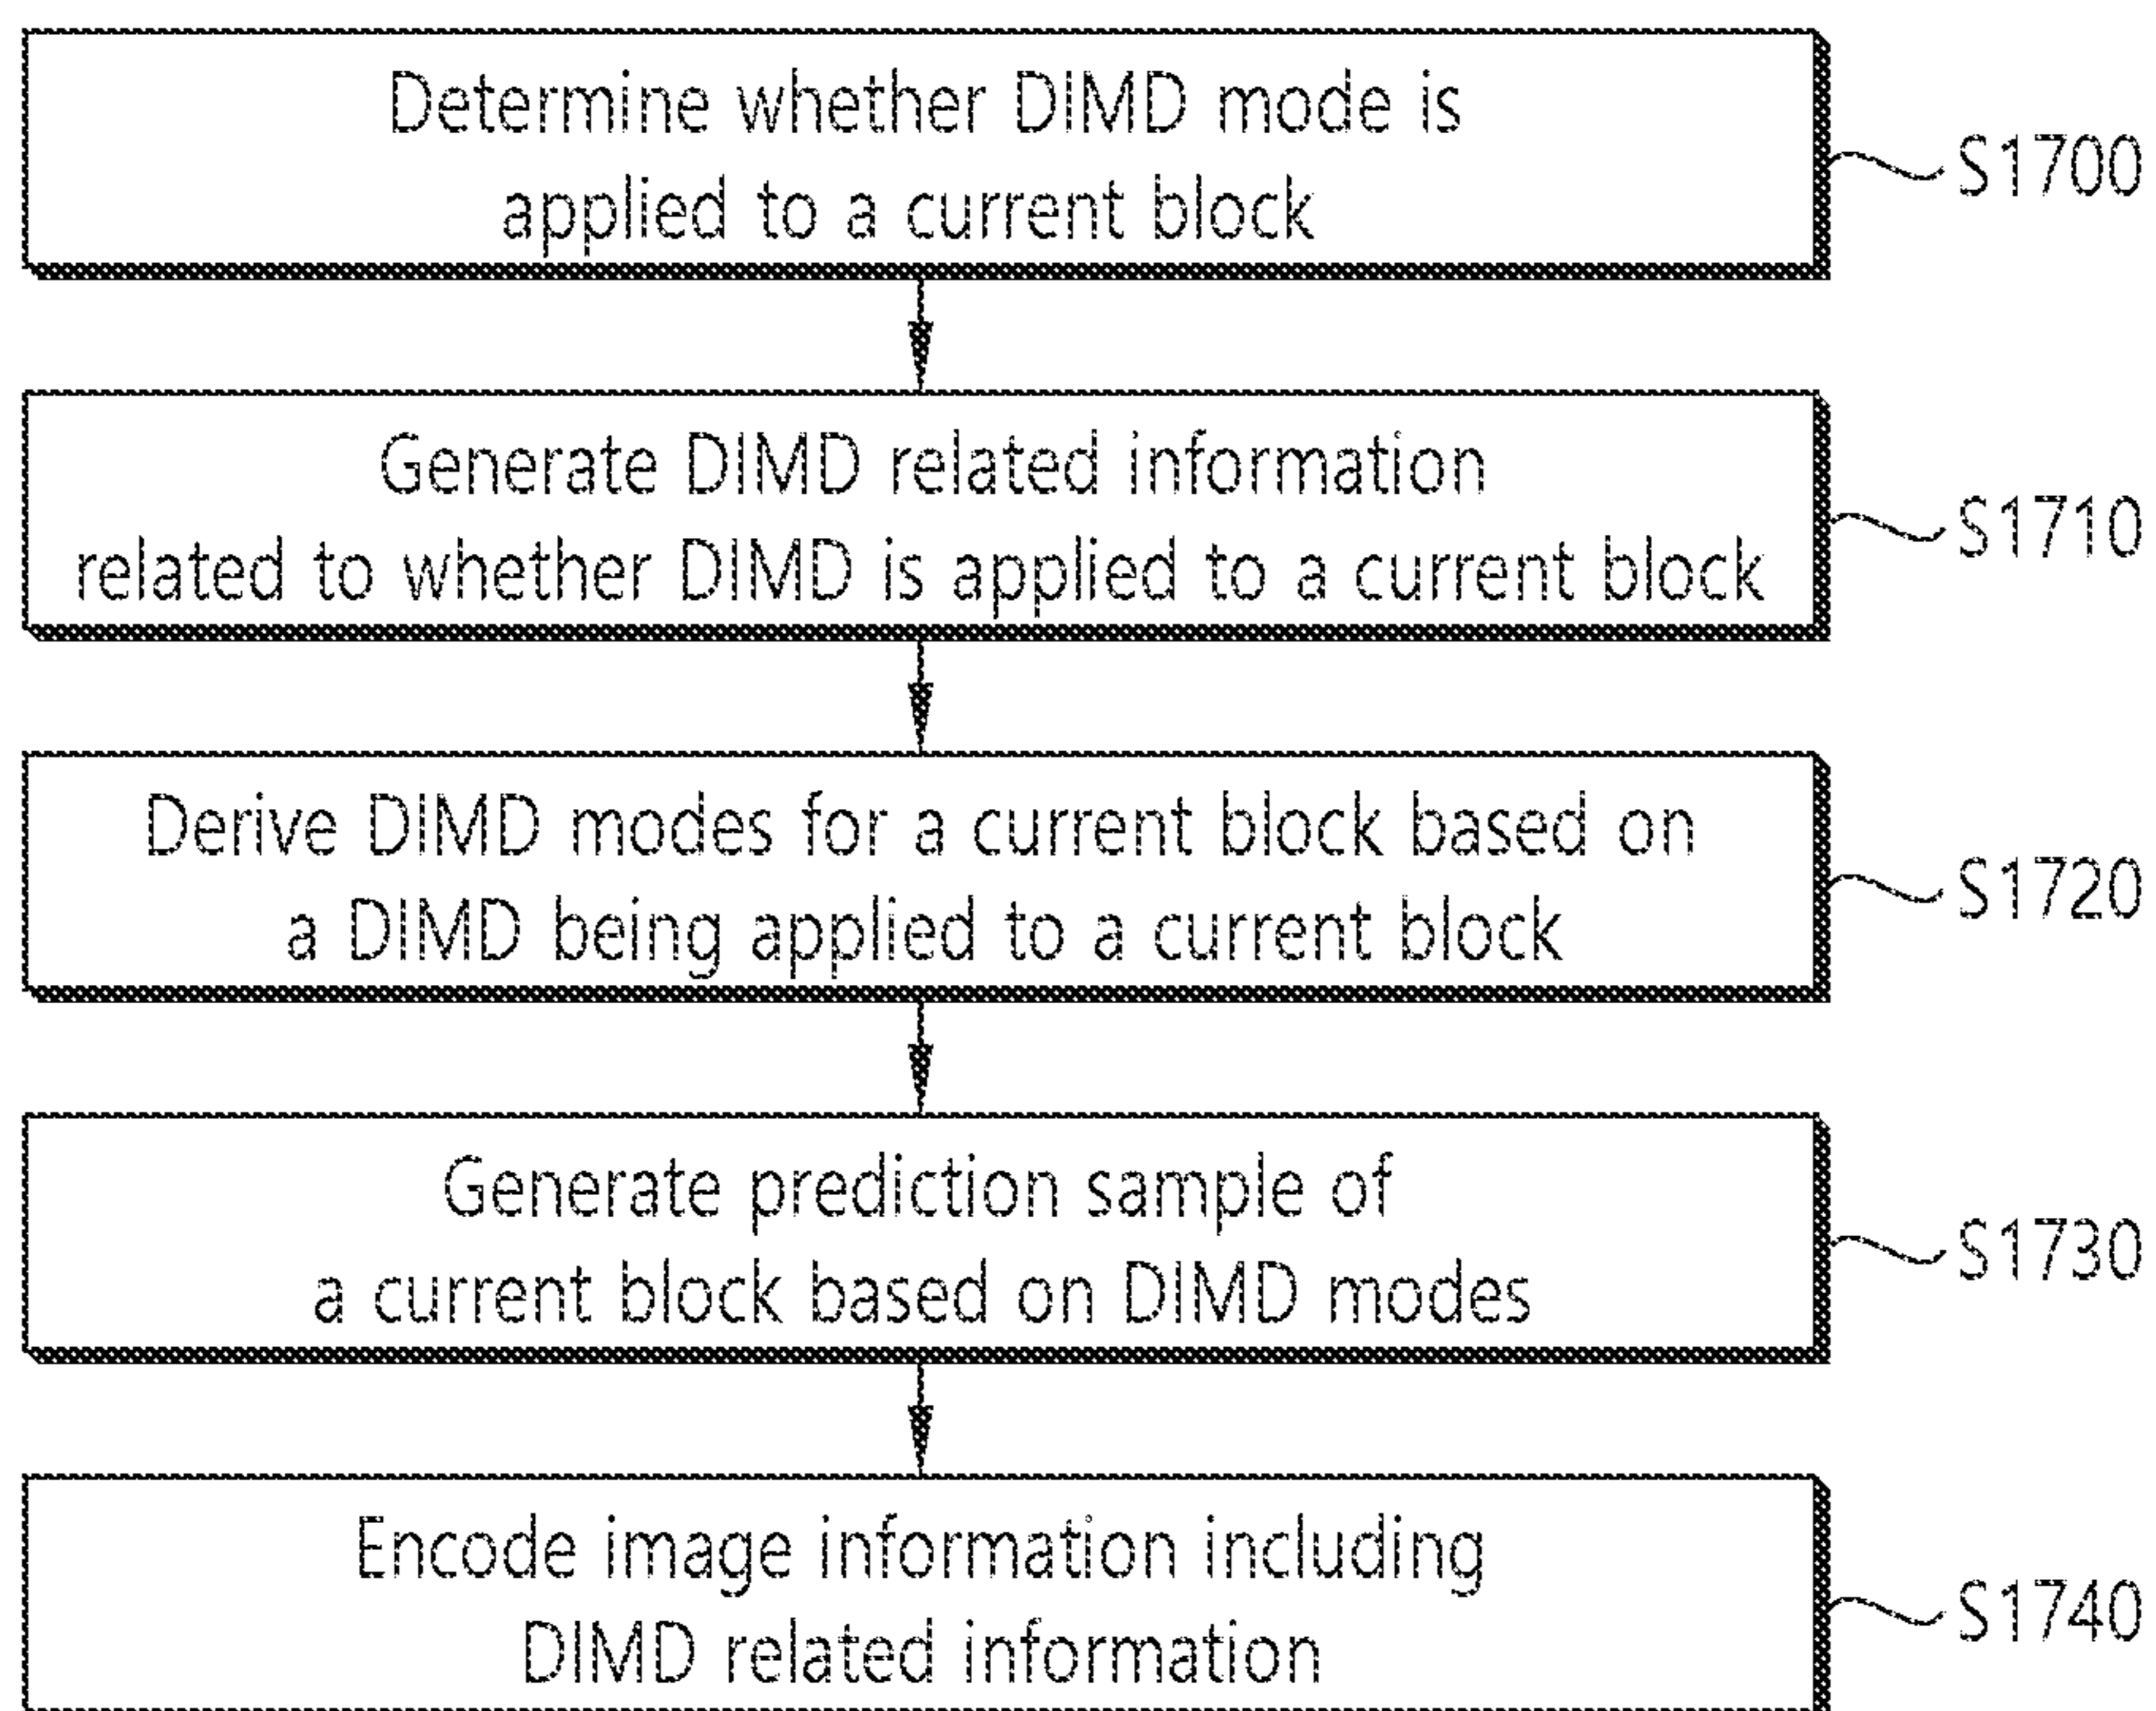 Determine whether DIMD mode is
applied to a current block
S1700
Generate DIMD related information
related to whether DIMD is applied to a current block
S1710
Derive DIMD modes for a current block based on
a DIMD being applied to a current block
S1720
Generate prediction sample of
a current block based on DIMD modes
S1730
Encode image information including
DIMD related information
S1740